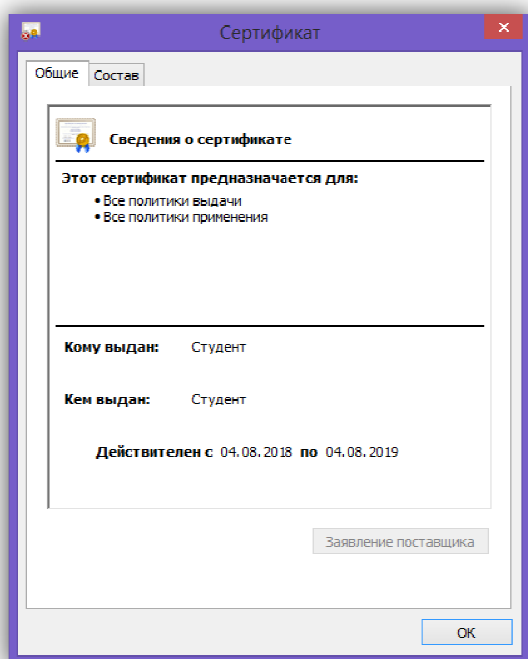 Сертификат
Общие Состав
Сведения о сертификате
Этот сертификат предназначается для:
• Все политики выдачи
• Все политики применения
Кому выдан: Студент
Кем выдан: Студент
Действителен с 04.08.2018 по 04.08.2019
Заявление поставщика
ОК